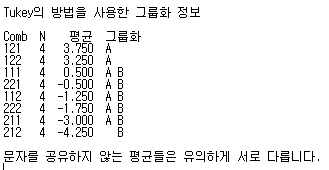 Tukey의 방법을 사용한 그룹화 정보
Comb N 평균 그룹화
121 4 3.750 A
122 4 3.250 A
111 4 0.500 A B
221 4 -0.500 A B
112 4 -1.250 A B
222 4 -1.750 A B
211 4 -3.000 A B
212 4 -4.250 B
문자를 공유하지 않는 평균들은 유의하게 서로 다릅니다.